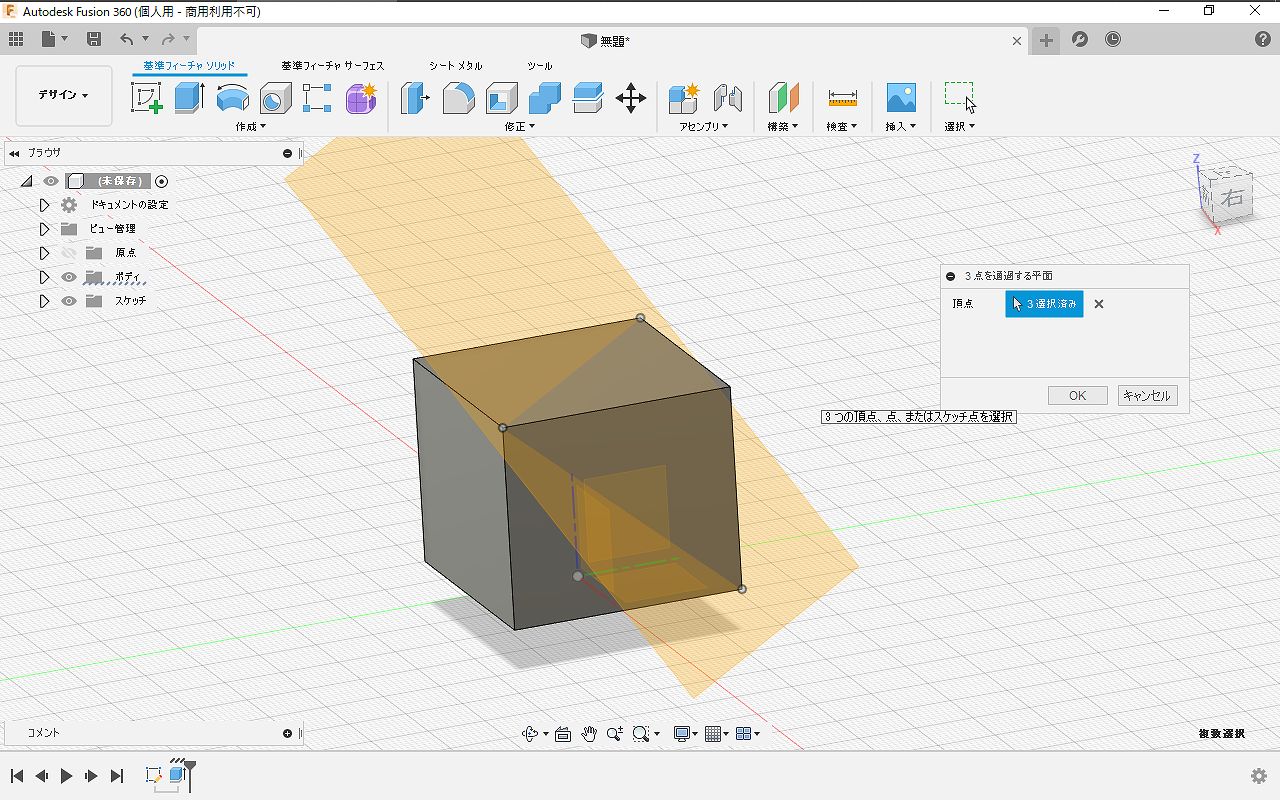 Autodesk Fusion 360 (個人用 - 商用利用不可)
無題*
基準フィーチャ ソリッド 基準フィーチャ サーフェス シート メタル ツール
デザイン
作成 修正 アセンブリ 構築 検査 挿入 選択
ブラウザ
(未保存)
ドキュメントの設定
ビュー管理
原点
ボディ
スケッチ
Z
右
X
3 点を通過する平面
頂点 3 選択済み
OK キャンセル
3 つの頂点、点、またはスケッチ点を選択
コメント
複数選択